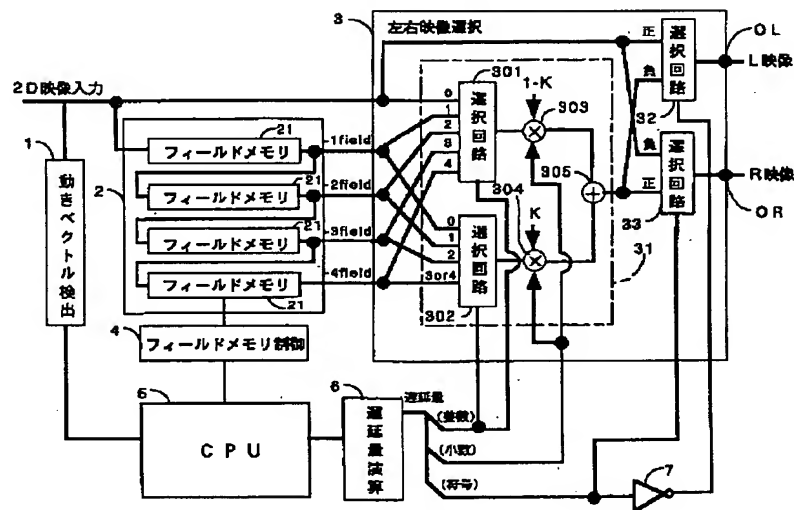 3
左右映像選択
2D映像入力
1
動きベクトル検出
2
21
フィールドメモリ
21
フィールドメモリ
21
フィールドメモリ
21
フィールドメモリ
-1field
-2field
-3field
-4field
301
0
1
2
3
4
選択回路
1-K
303
304
305
K
0
1
2
3or4
選択回路
302
31
正
選択回路
負
32
OL
L映像
負
選択回路
正
33
R映像
OR
4
フィールドメモリ制御
5
CPU
6
遅延量演算
遅延量
(整数)
(小数)
(符号)
7